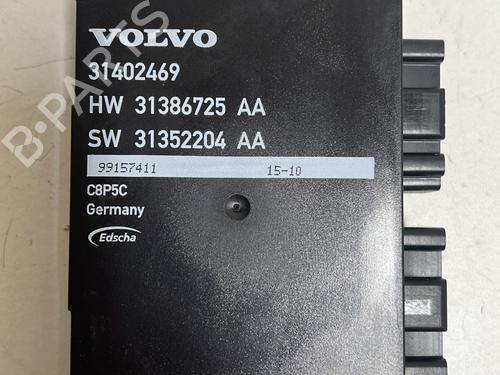 VOLVO
31402469
HW 31386725 AA
SW 31352204 AA
99157411 15-10
C8P5C
Germany
Edscha
B-PARTS